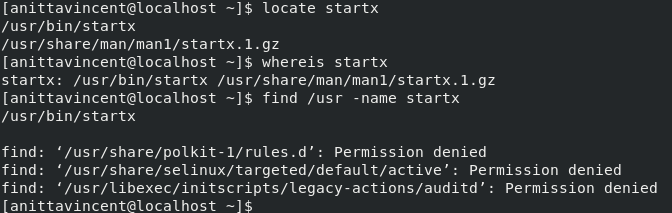 [anittavincent@localhost ~]$ locate startx
/usr/bin/startx
/usr/share/man/man1/startx.1.gz
[anittavincent@localhost ~]$ whereis startx
startx: /usr/bin/startx /usr/share/man/man1/startx.1.gz
[anittavincent@localhost ~]$ find /usr -name startx
/usr/bin/startx
find: ‘/usr/share/polkit-1/rules.d’: Permission denied
find: ‘/usr/share/selinux/targeted/default/active’: Permission denied
find: ‘/usr/libexec/initscripts/legacy-actions/auditd’: Permission denied
[anittavincent@localhost ~]$